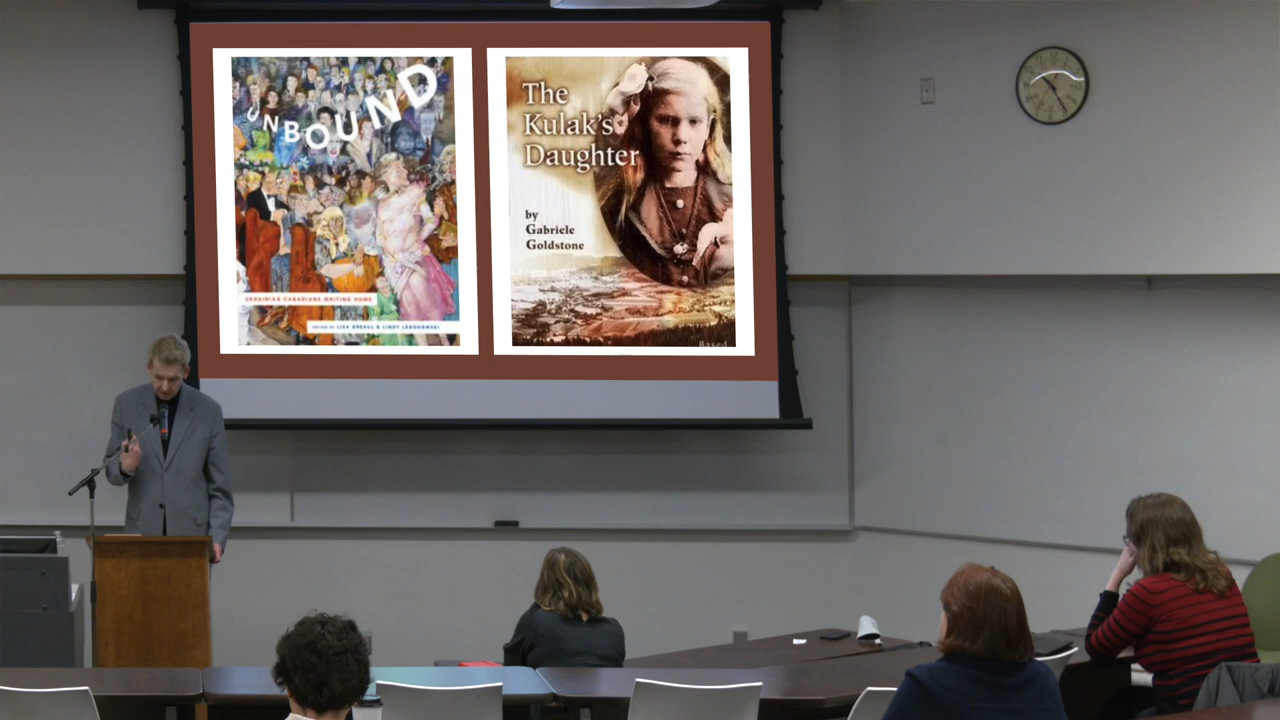 UNBOUND
UKRAINIAN CANADIANS WRITING HOME
EDITED BY LISA GREKUL & LINDY LEDOHOWSKI
The
Kulak's
Daughter
by
Gabriele
Goldstone
Based